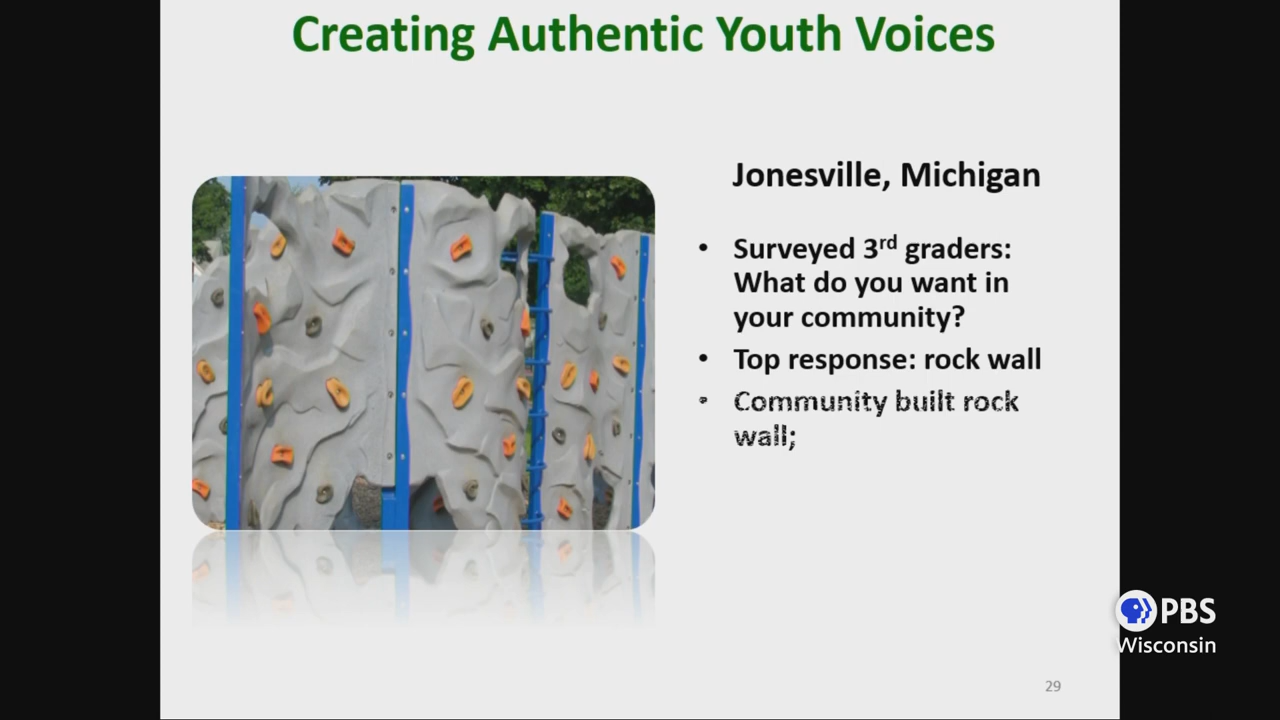 Creating Authentic Youth Voices
Jonesville, Michigan
• Surveyed 3rd graders:
What do you want in
your community?
• Top response: rock wall
• Community built rock
wall;
PBS
Wisconsin
29